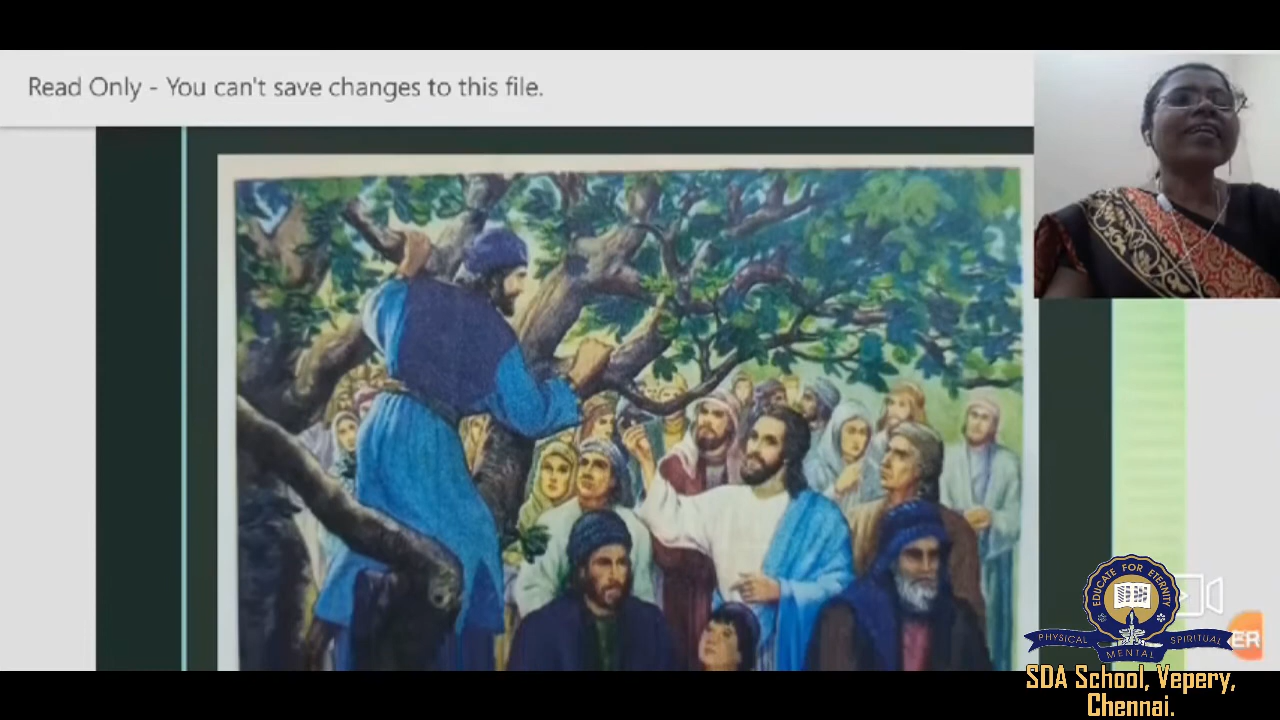 Read Only - You can't save changes to this file.
EDUCATE FOR ETERNITY
PHYSICAL
MENTAL
SPIRITUAL
ER
SDA School, Vepery,
Chennai.